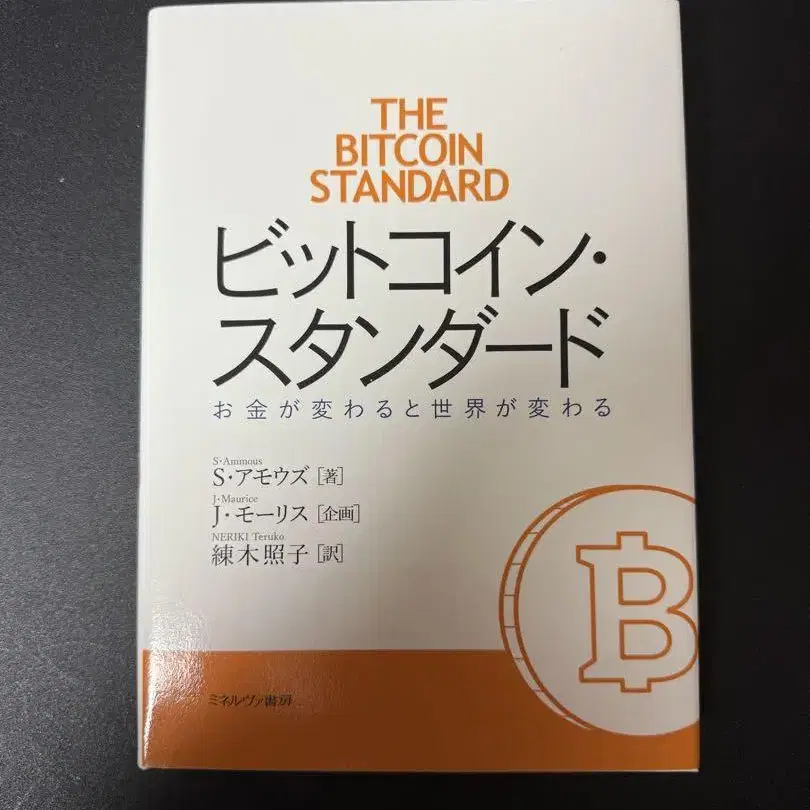 THE
BITCOIN
STANDARD
ビットコイン・
スタンダード
お金が変わると世界が変わる
S・Ammous
S・アモウズ［著］
J・Maurice
J・モーリス［企画］
NERIKI Teruko
練木照子［訳］
ミネルヴァ書房